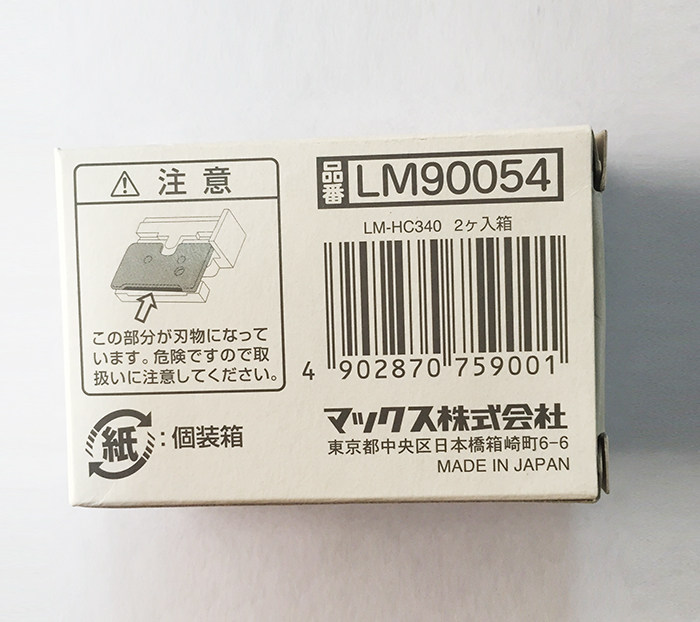 注意
この部分が刃物になって
います。危険ですので取
扱いに注意してください。
紙:個装箱
品番 LM90054
LM-HC340 2ヶ入箱
4 902870 759001
マックス株式会社
東京都中央区日本橋箱崎町6-6
MADE IN JAPAN